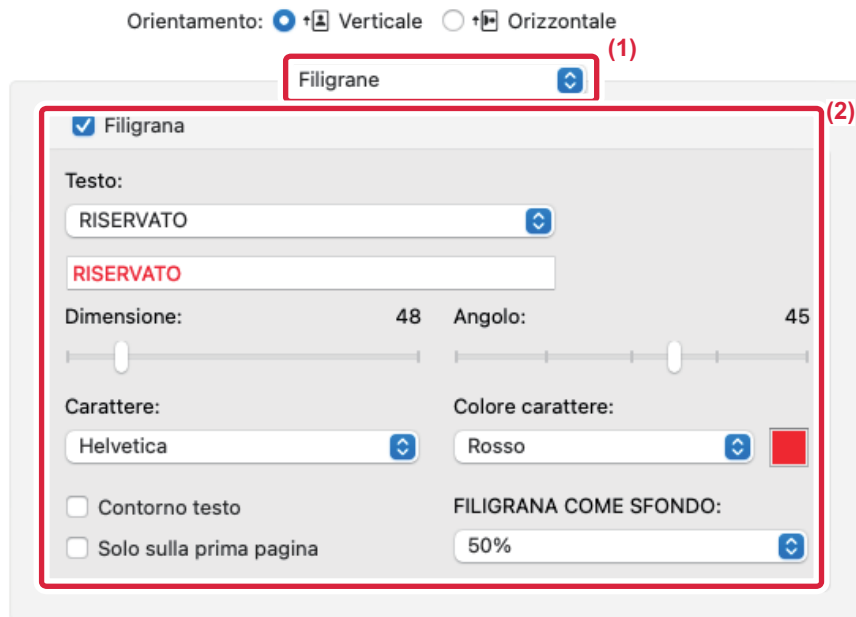 Orientamento: Verticale Orizzontale
(1)
Filigrane
(2)
Filigrana
Testo:
RISERVATO
RISERVATO
Dimensione: 48 Angolo: 45
Carattere: Colore carattere:
Helvetica Rosso
Contorno testo FILIGRANA COME SFONDO:
Solo sulla prima pagina 50%